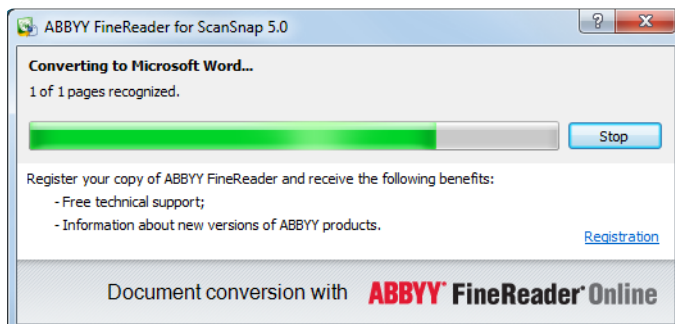 ABBYY FineReader for ScanSnap 5.0
Converting to Microsoft Word...
1 of 1 pages recognized.
Stop
Register your copy of ABBYY FineReader and receive the following benefits:
- Free technical support;
- Information about new versions of ABBYY products.
Registration
Document conversion with ABBYY FineReader Online